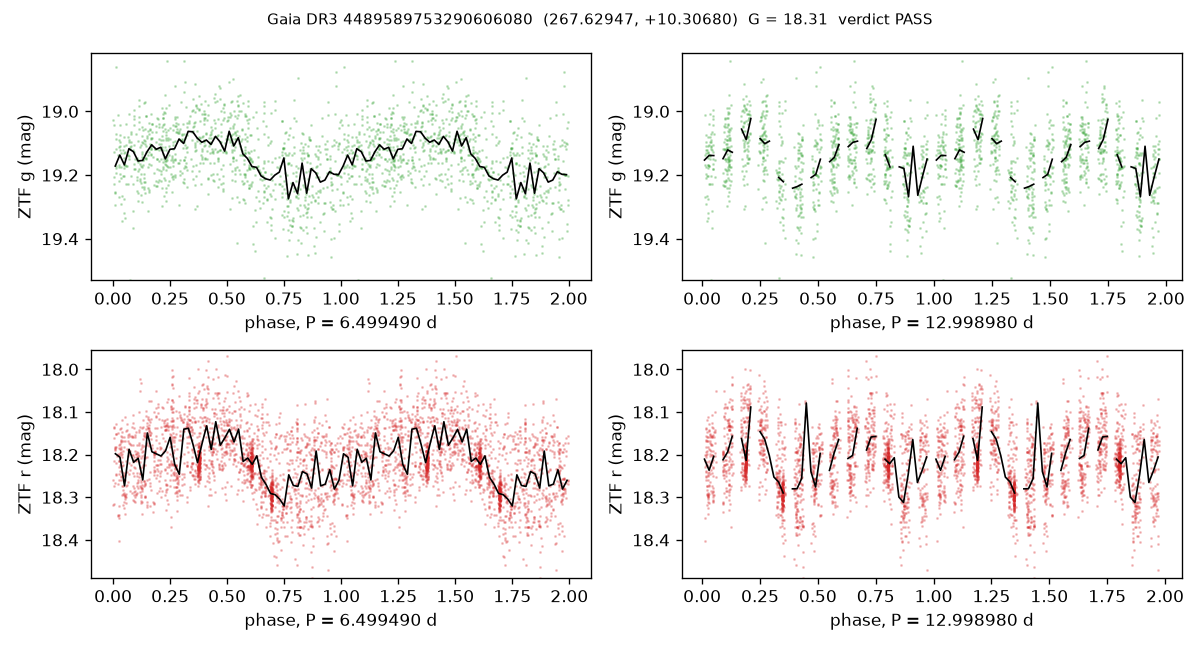 Gaia DR3 4489589753290606080 (267.62947, +10.30680) G = 18.31 verdict PASS
ZTF g (mag)
19.0
19.2
19.4
0.00 0.25 0.50 0.75 1.00 1.25 1.50 1.75 2.00
phase, P = 6.499490 d
ZTF g (mag)
19.0
19.2
19.4
0.00 0.25 0.50 0.75 1.00 1.25 1.50 1.75 2.00
phase, P = 12.998980 d
ZTF r (mag)
18.0
18.1
18.2
18.3
18.4
0.00 0.25 0.50 0.75 1.00 1.25 1.50 1.75 2.00
phase, P = 6.499490 d
ZTF r (mag)
18.0
18.1
18.2
18.3
18.4
0.00 0.25 0.50 0.75 1.00 1.25 1.50 1.75 2.00
phase, P = 12.998980 d